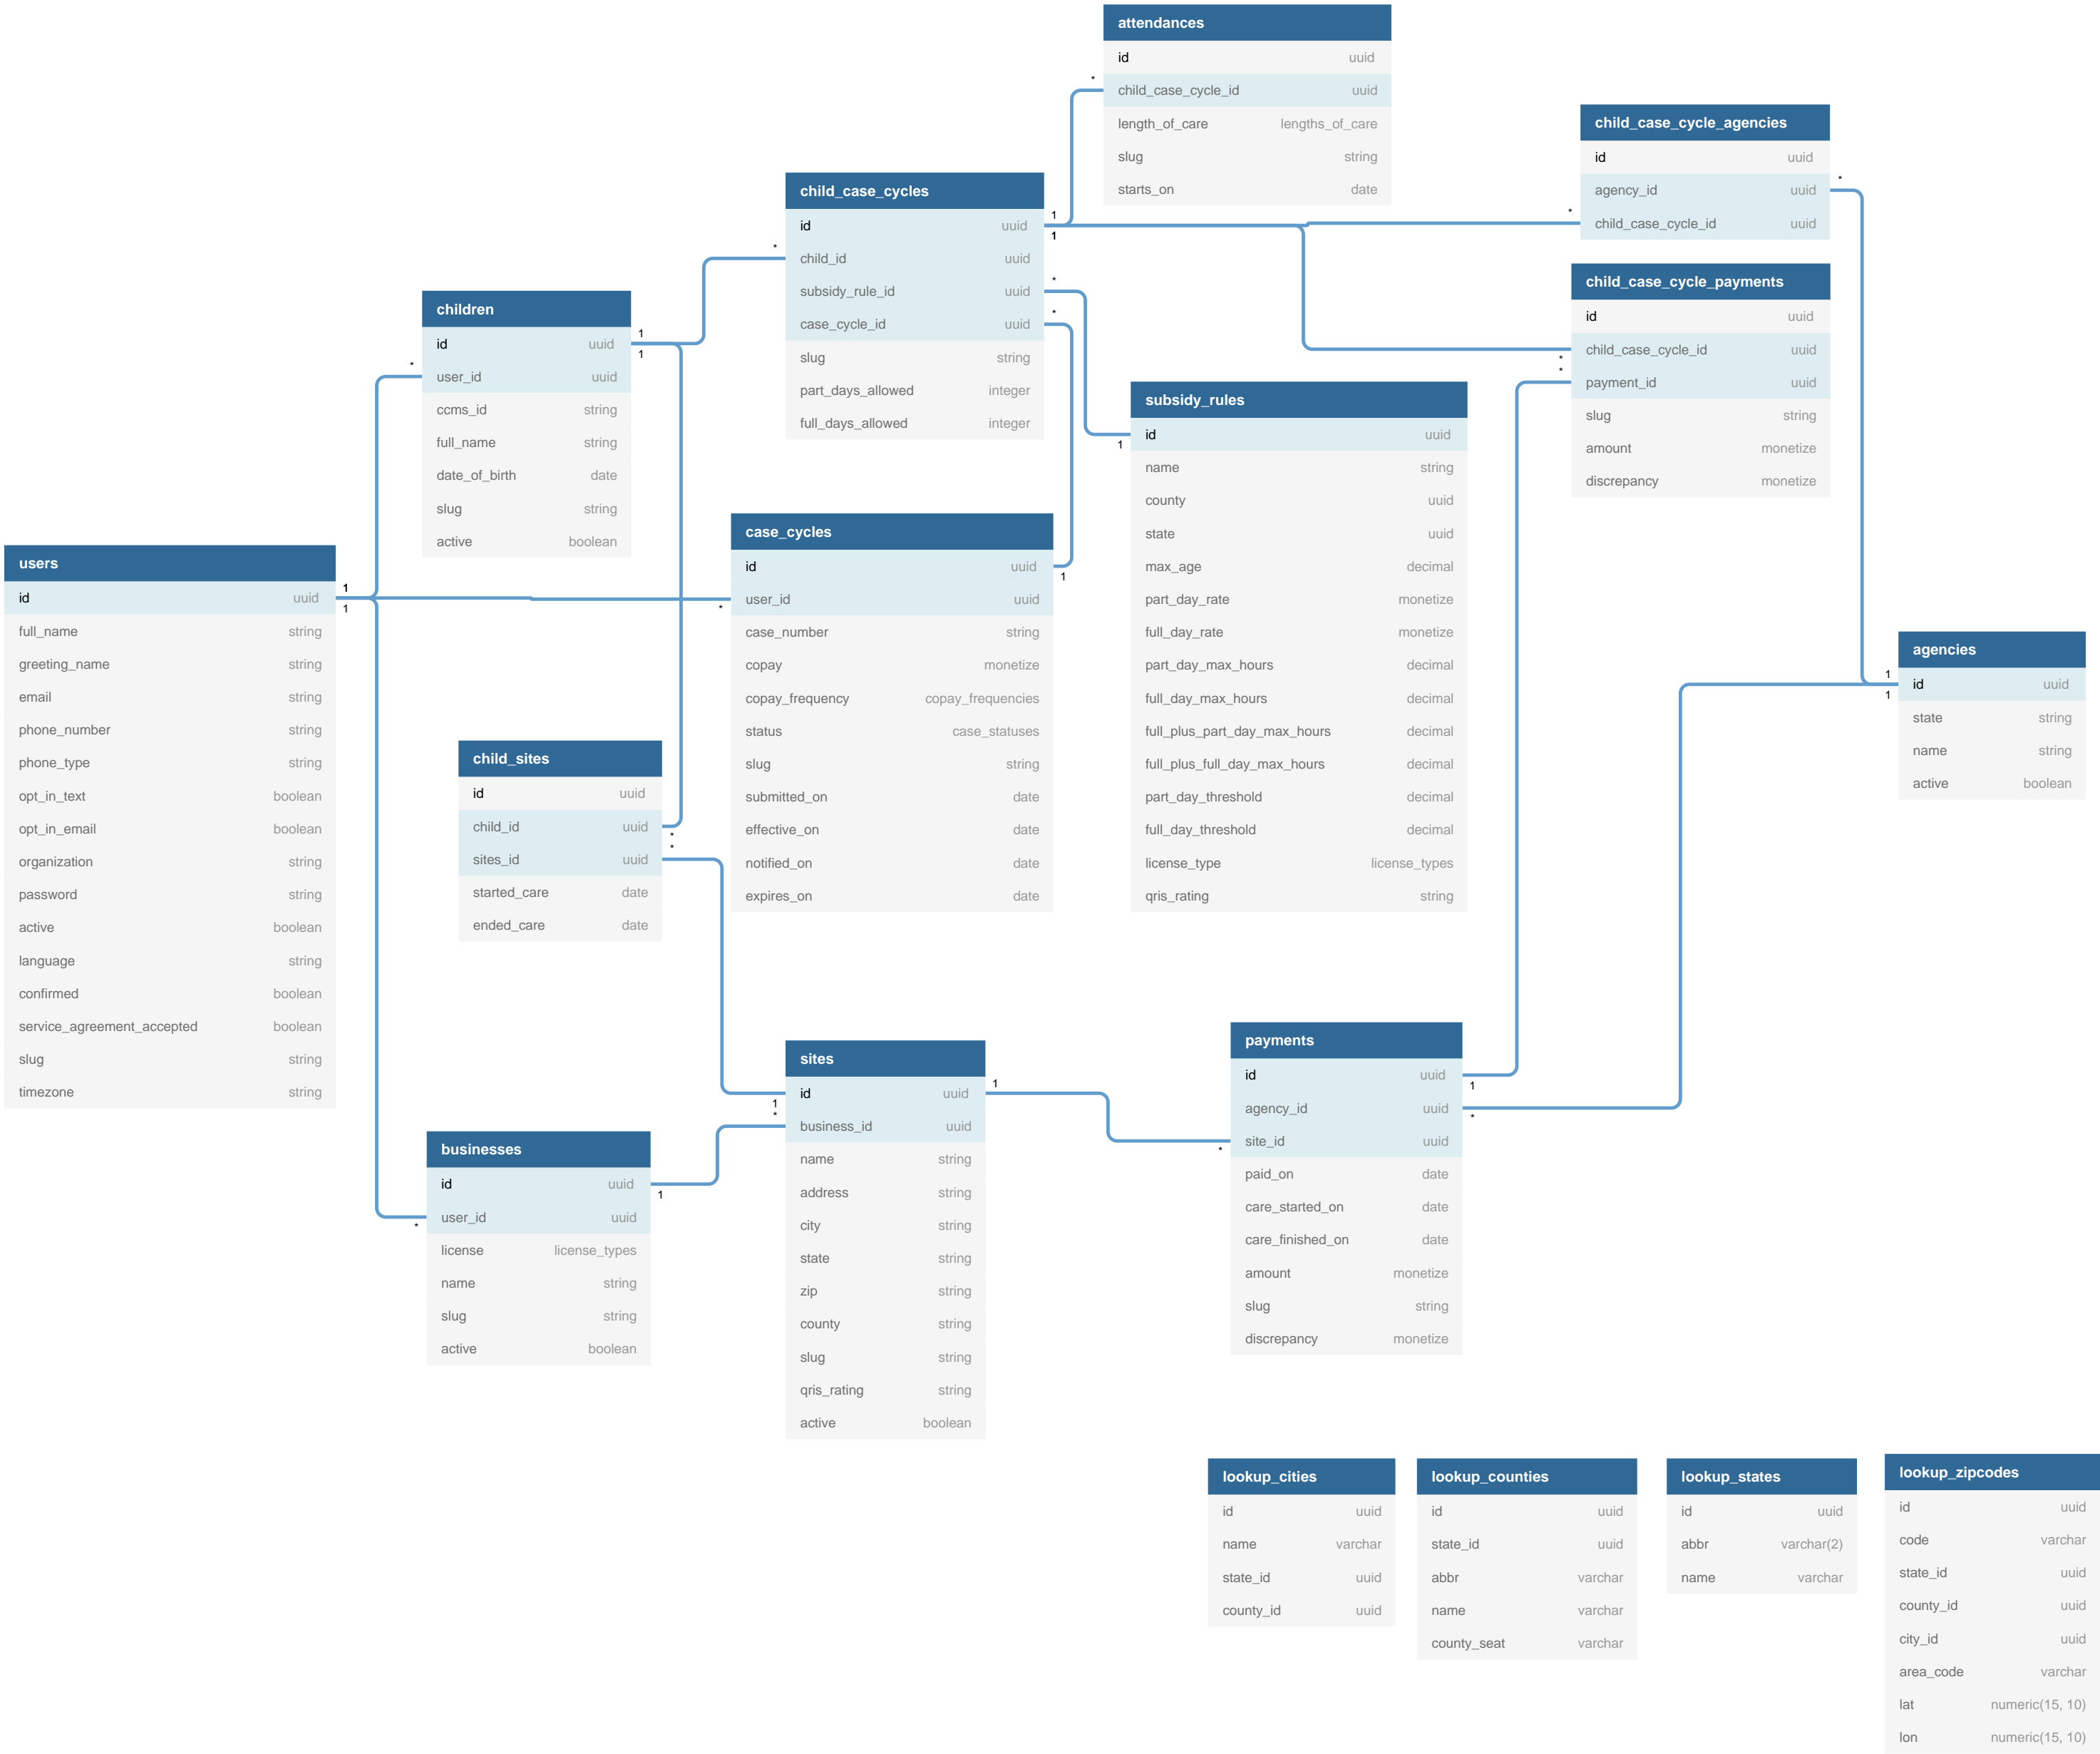 attendances
id uuid
child_case_cycle_id uuid
length_of_care lengths_of_care
slug string
starts_on date
child_case_cycle_agencies
id uuid
agency_id uuid
child_case_cycle_id uuid
child_case_cycles
id uuid
child_id uuid
subsidy_rule_id uuid
case_cycle_id uuid
slug string
part_days_allowed integer
full_days_allowed integer
child_case_cycle_payments
id uuid
child_case_cycle_id uuid
payment_id uuid
slug string
amount monetize
discrepancy monetize
children
id uuid
user_id uuid
ccms_id string
full_name string
date_of_birth date
slug string
active boolean
subsidy_rules
id uuid
name string
county uuid
state uuid
max_age decimal
part_day_rate monetize
full_day_rate monetize
part_day_max_hours decimal
full_day_max_hours decimal
full_plus_part_day_max_hours decimal
full_plus_full_day_max_hours decimal
part_day_threshold decimal
full_day_threshold decimal
license_type license_types
qris_rating string
case_cycles
id uuid
user_id uuid
case_number string
copay monetize
copay_frequency copay_frequencies
status case_statuses
slug string
submitted_on date
effective_on date
notified_on date
expires_on date
users
id uuid
full_name string
greeting_name string
email string
phone_number string
phone_type string
opt_in_text boolean
opt_in_email boolean
organization string
password string
active boolean
language string
confirmed boolean
service_agreement_accepted boolean
slug string
timezone string
agencies
id uuid
state string
name string
active boolean
child_sites
id uuid
child_id uuid
sites_id uuid
started_care date
ended_care date
sites
id uuid
business_id uuid
name string
address string
city string
state string
zip string
county string
slug string
qris_rating string
active boolean
payments
id uuid
agency_id uuid
site_id uuid
paid_on date
care_started_on date
care_finished_on date
amount monetize
slug string
discrepancy monetize
businesses
id uuid
user_id uuid
license license_types
name string
slug string
active boolean
lookup_cities
id uuid
name varchar
state_id uuid
county_id uuid
lookup_counties
id uuid
state_id uuid
abbr varchar
name varchar
county_seat varchar
lookup_states
id uuid
abbr varchar(2)
name varchar
lookup_zipcodes
id uuid
code varchar
state_id uuid
county_id uuid
city_id uuid
area_code varchar
lat numeric(15, 10)
lon numeric(15, 10)
1
1
1
1
1
1
1
1
1
1
1
1
1
1
*
*
*
*
*
*
*
*
*
*
*
*
*
*